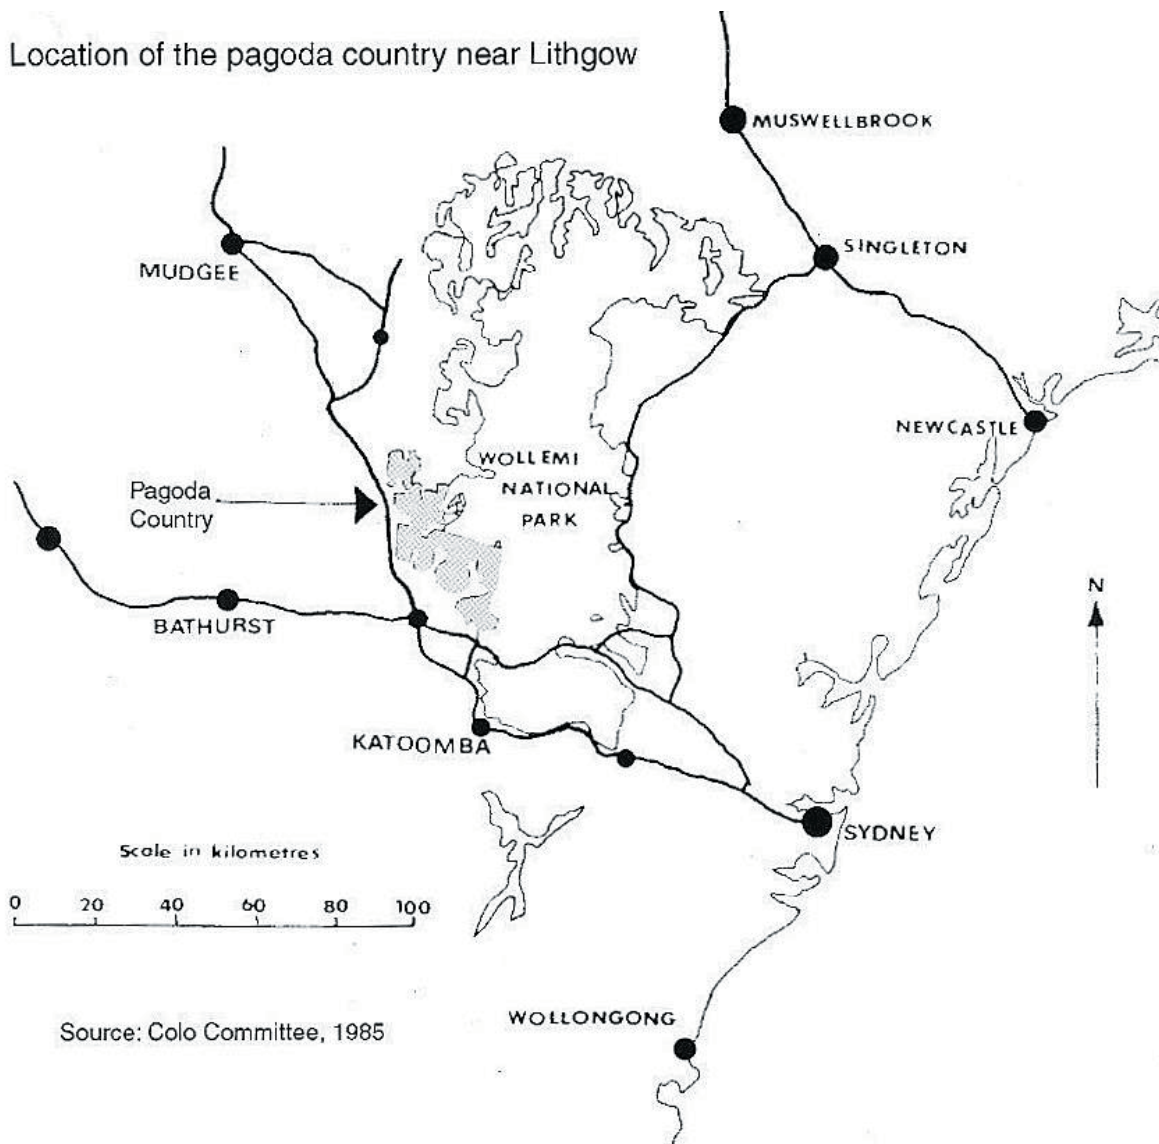 Location of the pagoda country near Lithgow
MUSWELLBROOK
SINGLETON
MUDGEE
NEWCASTLE
WOLLEMI
NATIONAL
PARK
Pagoda
Country
N
BATHURST
KATOOMBA
SYDNEY
Scale in kilometres
0 20 40 60 80 100
WOLLONGONG
Source: Colo Committee, 1985